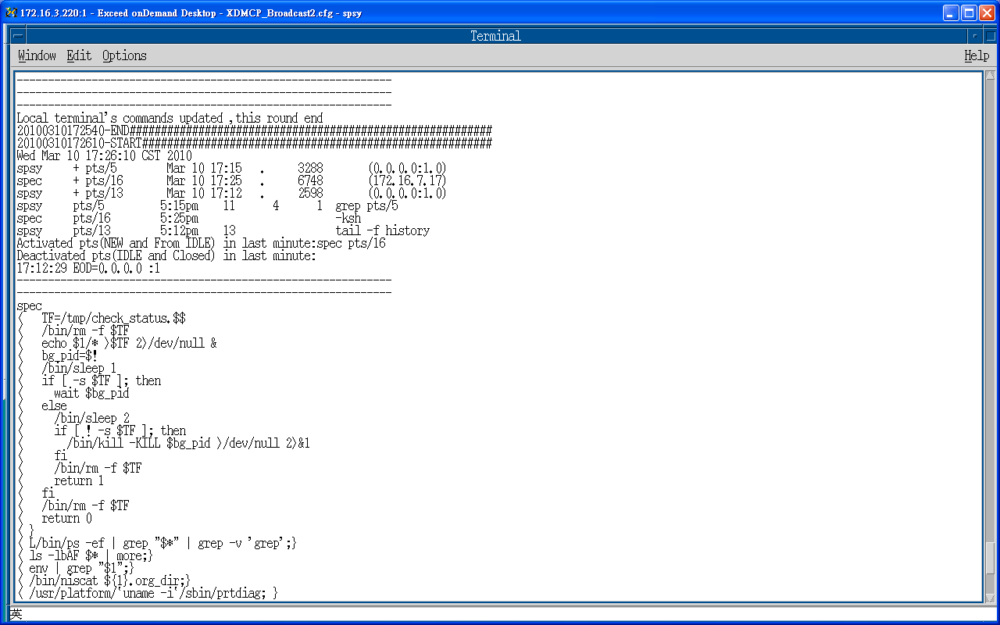 172.16.3.220:1 - Exceed onDemand Desktop - XDMCP_Broadcast2.cfg - spsy
Terminal
Window Edit Options Help
------------------------------------------------------------
------------------------------------------------------------
------------------------------------------------------------
Local terminal's commands updated ,this round end
20100310172540-END##########################################################
20100310172610-START########################################################
Wed Mar 10 17:26:10 CST 2010
spsy     + pts/5        Mar 10 17:15   .     3288       (0.0.0.0:1.0)
spec     + pts/16       Mar 10 17:25   .     6748       (172.16.7.17)
spsy     + pts/13       Mar 10 17:12   .     2598       (0.0.0.0:1.0)
spsy     pts/5         5:15pm    11      4      1  grep pts/5
spec     pts/16        5:25pm                      -ksh
spsy     pts/13        5:12pm    13                tail -f history
Activated pts(NEW and From IDLE) in last minute:spec pts/16
Deactivated pts(IDLE and Closed) in last minute:
17:12:29 EOD=0.0.0.0 :1
------------------------------------------------------------
------------------------------------------------------------
spec
<   TF=/tmp/check_status.$$
<   /bin/rm -f $TF
<   echo $1/* >$TF 2>/dev/null &
<   bg_pid=$!
<   /bin/sleep 1
<   if [ -s $TF ]; then
<     wait $bg_pid
<   else
<     /bin/sleep 2
<     if [ ! -s $TF ]; then
<       /bin/kill -KILL $bg_pid >/dev/null 2>&1
<     fi
<     /bin/rm -f $TF
<     return 1
<   fi
<   /bin/rm -f $TF
<   return 0
< }
< L/bin/ps -ef | grep "$*" | grep -v 'grep';}
< ls -lbAF $* | more;}
< env | grep "$1";}
< /bin/niscat ${1}.org_dir;}
< /usr/platform/`uname -i`/sbin/prtdiag; }
英